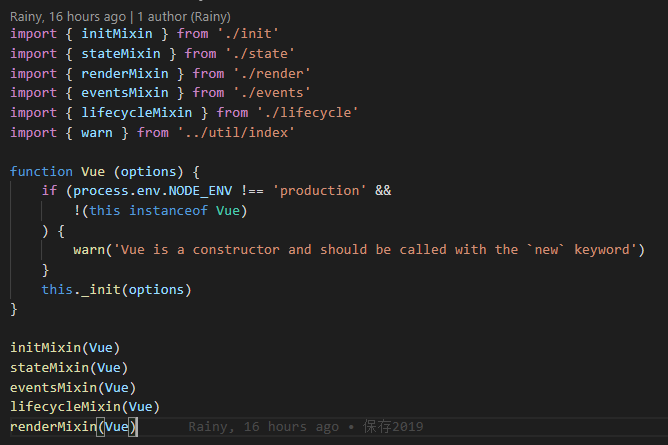 Rainy, 16 hours ago | 1 author (Rainy)
import { initMixin } from './init'
import { stateMixin } from './state'
import { renderMixin } from './render'
import { eventsMixin } from './events'
import { lifecycleMixin } from './lifecycle'
import { warn } from '../util/index'
function Vue (options) {
if (process.env.NODE_ENV !== 'production' &&
!(this instanceof Vue)
) {
warn('Vue is a constructor and should be called with the `new` keyword')
}
this._init(options)
}
initMixin(Vue)
stateMixin(Vue)
eventsMixin(Vue)
lifecycleMixin(Vue)
renderMixin(Vue) Rainy, 16 hours ago • 保存2019